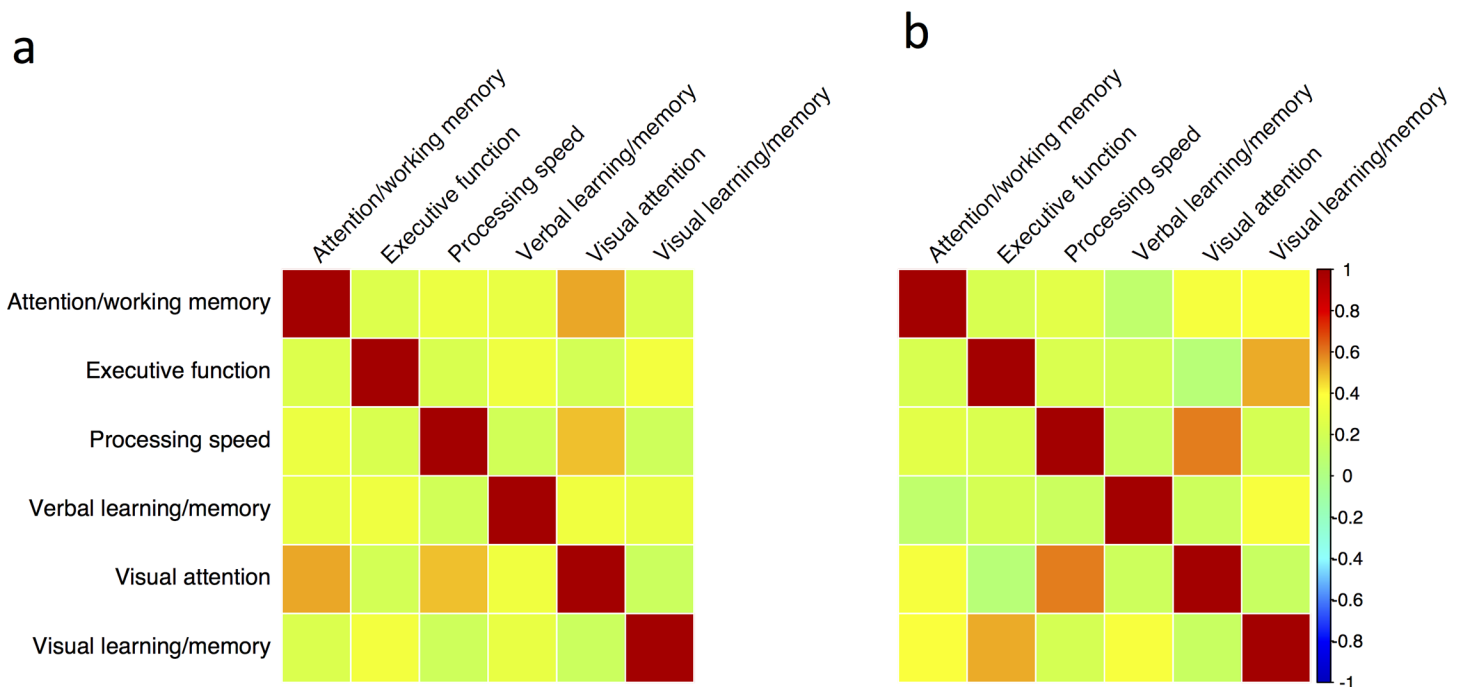 a
b
Attention/working memory
Executive function
Processing speed
Verbal learning/memory
Visual attention
Visual learning/memory
Attention/working memory
Executive function
Processing speed
Verbal learning/memory
Visual attention
Visual learning/memory
Attention/working memory
Executive function
Processing speed
Verbal learning/memory
Visual attention
Visual learning/memory
1
0.8
0.6
0.4
0.2
0
-0.2
-0.4
-0.6
-0.8
-1